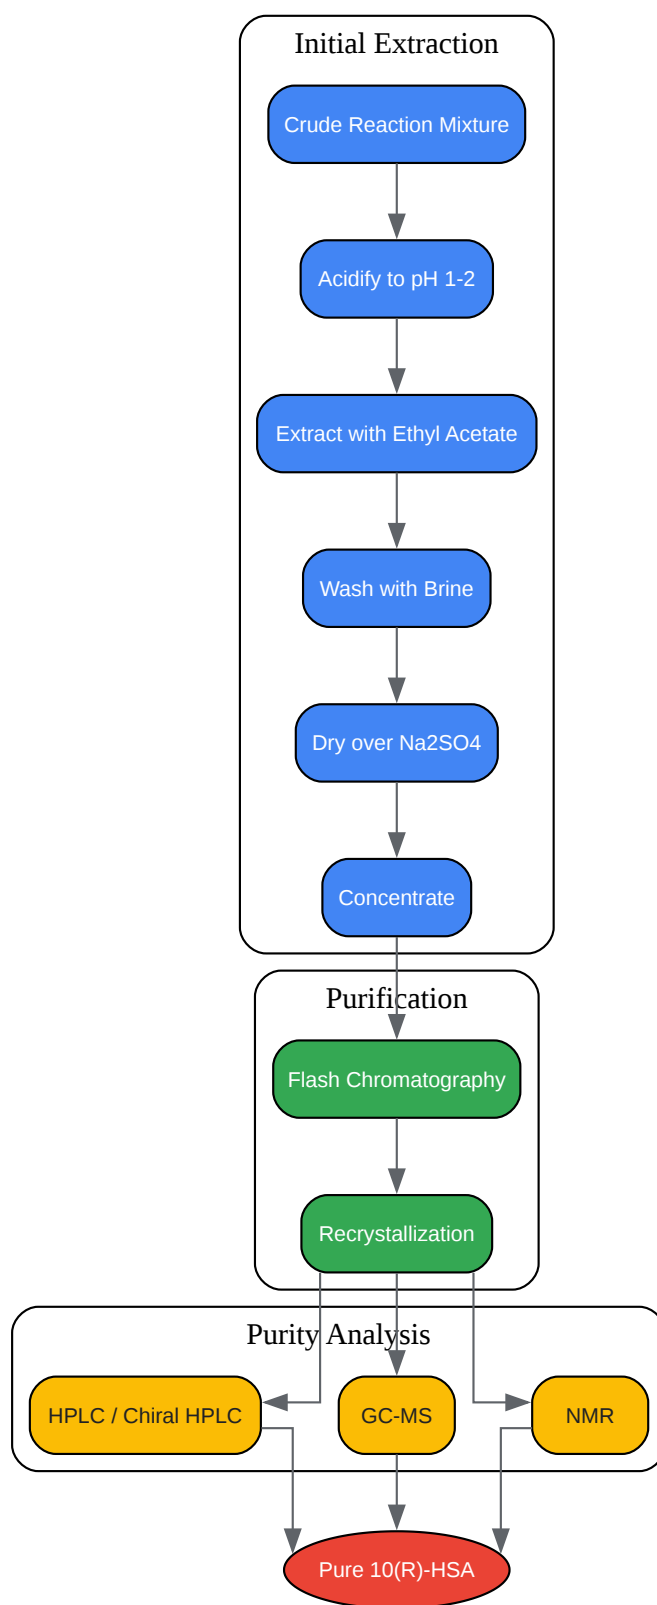 Initial Extraction
Crude Reaction Mixture
Acidify to pH 1-2
Extract with Ethyl Acetate
Wash with Brine
Dry over Na2SO4
Concentrate
Purification
Flash Chromatography
Recrystallization
Purity Analysis
HPLC / Chiral HPLC
GC-MS
NMR
Pure 10(R)-HSA